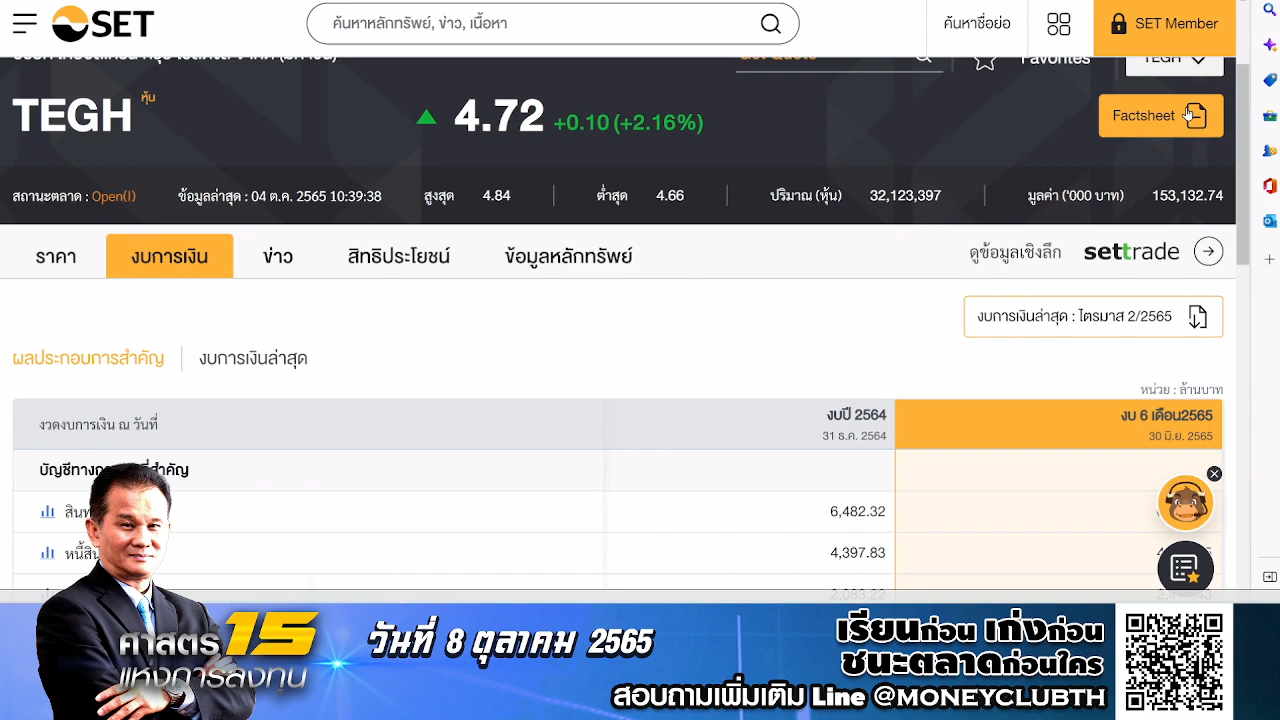 SET
ค้นหาหลักทรัพย์, ข่าว, เนื้อหา
ค้นหาชื่อย่อ
SET Member
Get Quote
Favorites
TEGH
TEGH
หุ้น
4.72
+0.10 (+2.16%)
Factsheet
สถานะตลาด : Open(I)
ข้อมูลล่าสุด : 04 ต.ค. 2565 10:39:38
สูงสุด 4.84
ต่ำสุด 4.66
ปริมาณ (หุ้น) 32,123,397
มูลค่า ('000 บาท) 153,132.74
ราคา
งบการเงิน
ข่าว
สิทธิประโยชน์
ข้อมูลหลักทรัพย์
ดูข้อมูลเชิงลึก
settrade
งบการเงินล่าสุด : ไตรมาส 2/2565
ผลประกอบการสำคัญ
งบการเงินล่าสุด
หน่วย : ล้านบาท
งวดงบการเงิน ณ วันที่
งบปี 2564
31 ธ.ค. 2564
งบ 6 เดือน2565
30 มิ.ย. 2565
6,482.32
4,397.83
2,083.22
ศาสตร์ 15
แห่งการลงทุน
วันที่ 8 ตุลาคม 2565
เรียนก่อน เก่งก่อน
ชนะตลาดก่อนใคร
สอบถามเพิ่มเติม Line @MONEYCLUBTH